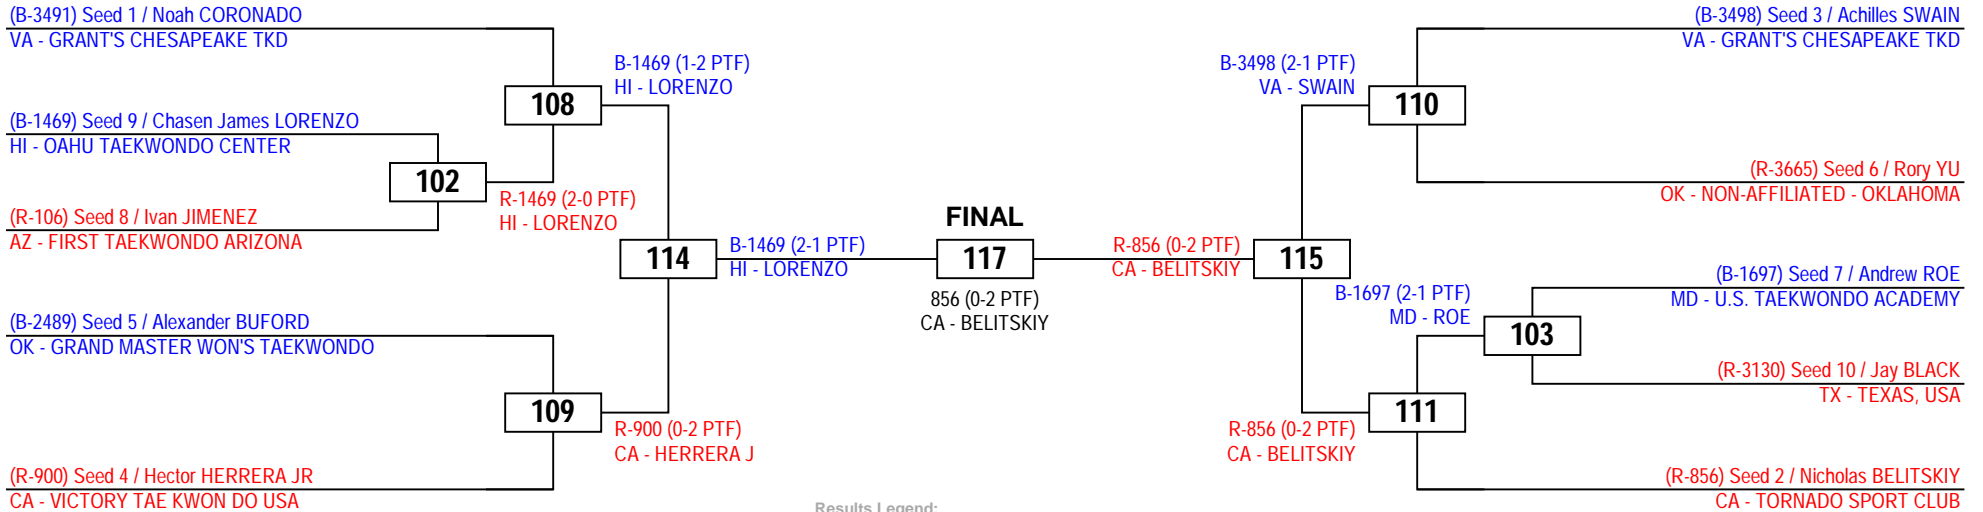 (B-3491) Seed 1 / Noah CORONADO
VA - GRANT'S CHESAPEAKE TKD
(B-1469) Seed 9 / Chasen James LORENZO
HI - OAHU TAEKWONDO CENTER
(R-106) Seed 8 / Ivan JIMENEZ
AZ - FIRST TAEKWONDO ARIZONA
(B-2489) Seed 5 / Alexander BUFORD
OK - GRAND MASTER WON'S TAEKWONDO
(R-900) Seed 4 / Hector HERRERA JR
CA - VICTORY TAE KWON DO USA
102
R-1469 (2-0 PTF)
HI - LORENZO
108
B-1469 (1-2 PTF)
HI - LORENZO
109
R-900 (0-2 PTF)
CA - HERRERA J
114
B-1469 (2-1 PTF)
HI - LORENZO
FINAL
117
856 (0-2 PTF)
CA - BELITSKIY
R-856 (0-2 PTF)
CA - BELITSKIY
115
B-3498 (2-1 PTF)
VA - SWAIN
110
B-1697 (2-1 PTF)
MD - ROE
103
R-856 (0-2 PTF)
CA - BELITSKIY
111
(B-3498) Seed 3 / Achilles SWAIN
VA - GRANT'S CHESAPEAKE TKD
(R-3665) Seed 6 / Rory YU
OK - NON-AFFILIATED - OKLAHOMA
(B-1697) Seed 7 / Andrew ROE
MD - U.S. TAEKWONDO ACADEMY
(R-3130) Seed 10 / Jay BLACK
TX - TEXAS, USA
(R-856) Seed 2 / Nicholas BELITSKIY
CA - TORNADO SPORT CLUB
Results Legend: